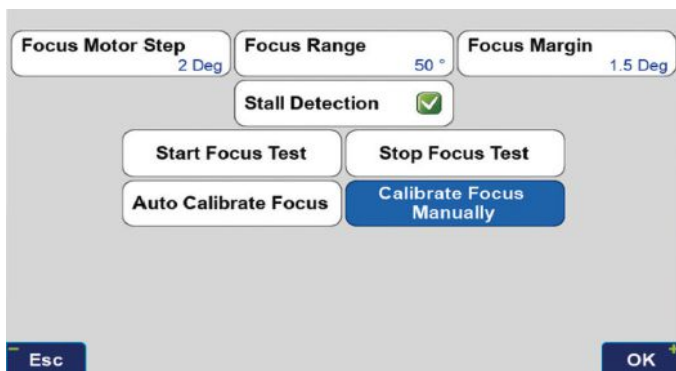 Focus Motor Step
2 Deg
Focus Range
50 °
Focus Margin
1.5 Deg
Stall Detection
Start Focus Test
Stop Focus Test
Auto Calibrate Focus
Calibrate Focus
Manually
- Esc
OK +